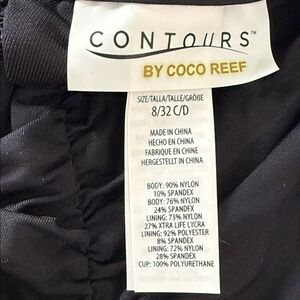 CONTOURS™
BY COCO REEF
SIZE/TALLA/TALLE/GRÖBE
8/32 C/D
MADE IN CHINA
HECHO EN CHINA
FABRIQUE EN CHINE
HERGESTELLT IN CHINA
BODY: 90% NYLON
10% SPANDEX
BODY: 76% NYLON
24% SPANDEX
LINING: 73% NYLON
27% XTRA LIFE LYCRA
LINING: 92% POLYESTER
8% SPANDEX
LINING: 72% NYLON
28% SPANDEX
CUP: 100% POLYURETHANE